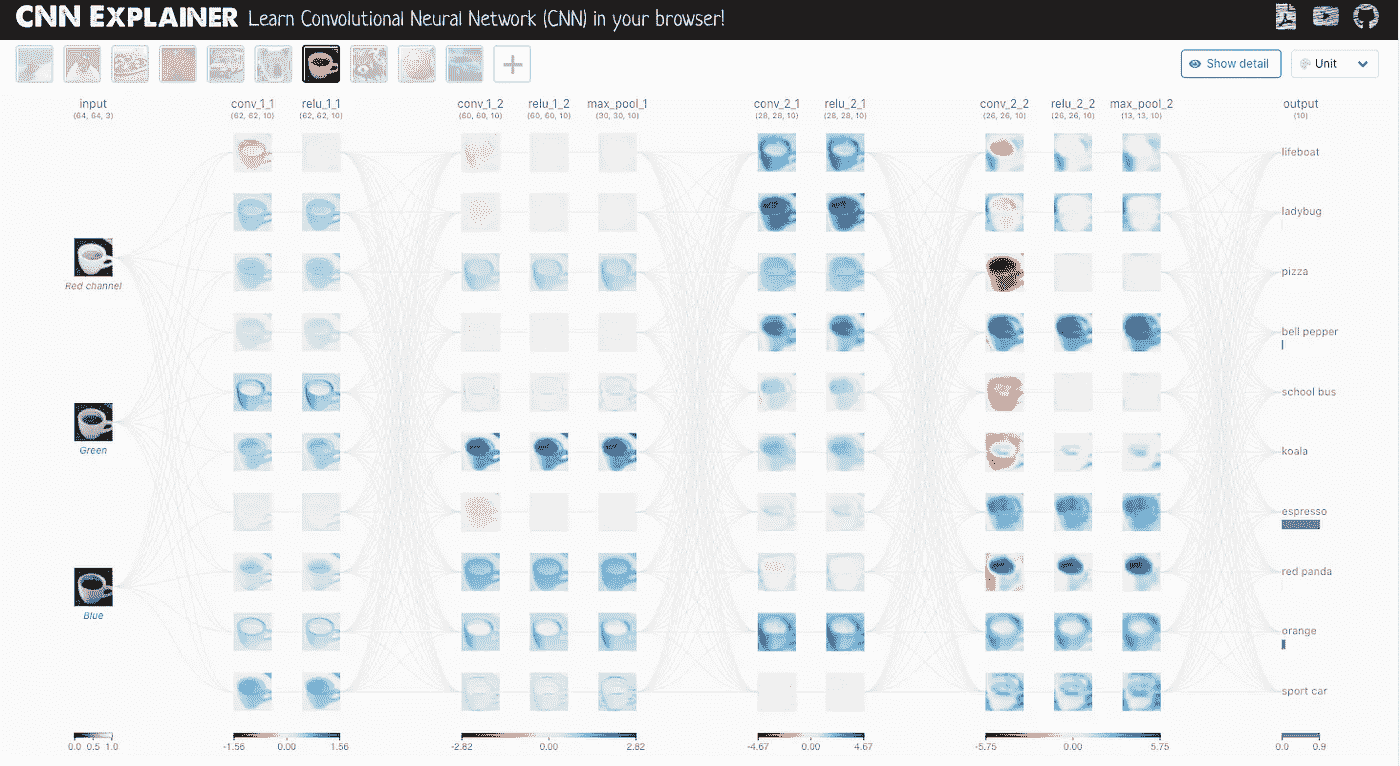 CNN EXPLAINER Learn Convolutional Neural Network (CNN) in your browser!
Show detail
Unit
input conv_1_1 relu_1_1 conv_1_2 relu_1_2 max_pool_1 conv_2_1 relu_2_1 conv_2_2 relu_2_2 max_pool_2 output
(64, 64, 3) (62, 62, 10) (62, 62, 10) (60, 60, 10) (60, 60, 10) (30, 30, 10) (28, 28, 10) (28, 28, 10) (26, 26, 10) (26, 26, 10) (13, 13, 10) (10)
lifeboat
ladybug
pizza
Red channel
bell pepper
school bus
Green
koala
espresso
red panda
Blue
orange
sport car
0.0 0.5 1.0 -1.56 0.00 1.56 -2.82 0.00 2.82 -4.67 0.00 4.67 -5.75 0.00 5.75 0.0 0.9